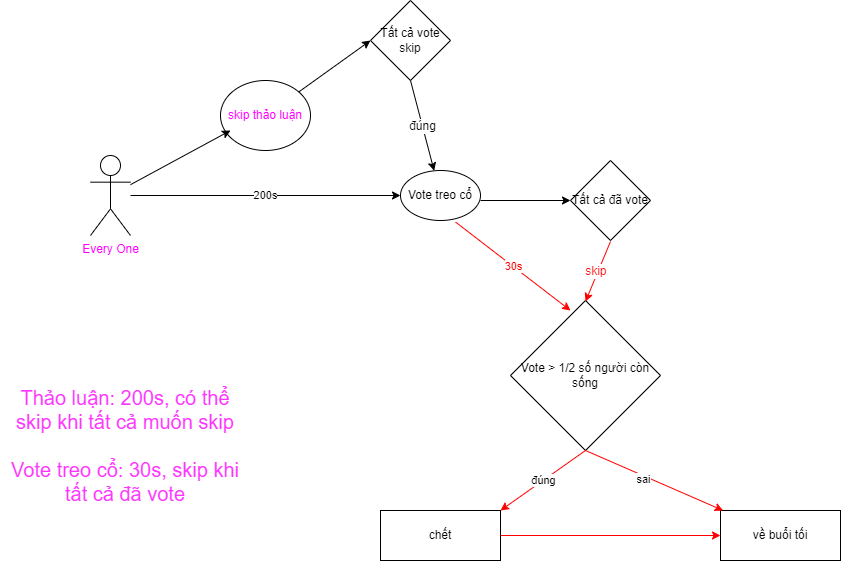 Tất cả vote
skip
skip thảo luận
đúng
200s
Vote treo cổ
Tất cả đã vote
Every One
30s
skip
Vote > 1/2 số người còn
sống
Thảo luận: 200s, có thể
skip khi tất cả muốn skip
Vote treo cổ: 30s, skip khi
tất cả đã vote
đúng
sai
chết
về buổi tối